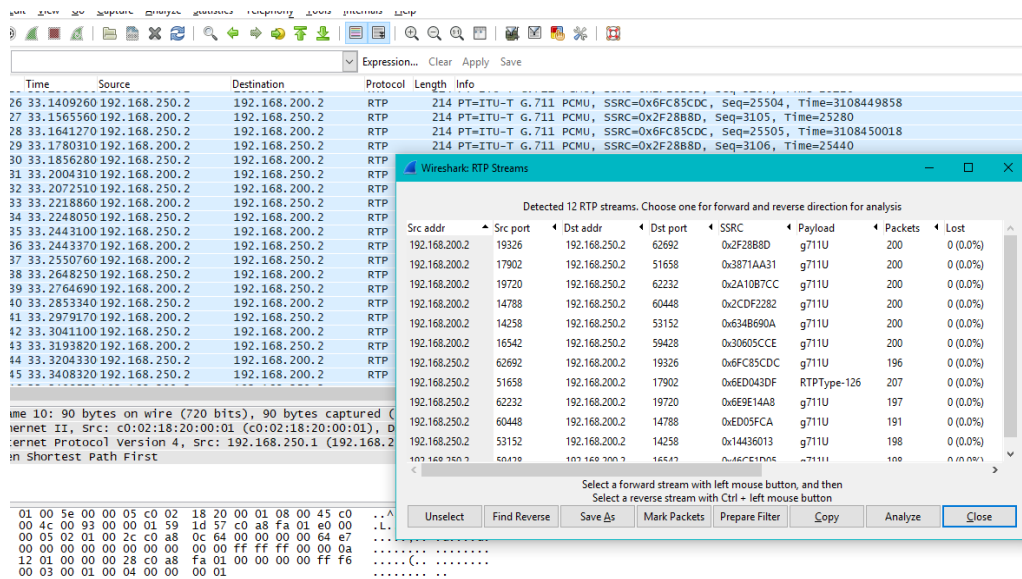 View Go Capture Analyze Statistics Telephony Tools Internals Help
Expression... Clear Apply Save
Time Source Destination Protocol Length Info
26 33.1409260 192.168.250.2 192.168.200.2 RTP 214 PT=ITU-T G.711 PCMU, SSRC=0x6FC85CDC, Seq=25504, Time=3108449858
27 33.1565560 192.168.200.2 192.168.250.2 RTP 214 PT=ITU-T G.711 PCMU, SSRC=0x2F28B8D, Seq=3105, Time=25280
28 33.1641270 192.168.250.2 192.168.200.2 RTP 214 PT=ITU-T G.711 PCMU, SSRC=0x6FC85CDC, Seq=25505, Time=3108450018
29 33.1780310 192.168.200.2 192.168.250.2 RTP 214 PT=ITU-T G.711 PCMU, SSRC=0x2F28B8D, Seq=3106, Time=25440
30 33.1856280 192.168.250.2 192.168.200.2 RTP
31 33.2004310 192.168.200.2 192.168.250.2 RTP
32 33.2072510 192.168.250.2 192.168.200.2 RTP
33 33.2218860 192.168.200.2 192.168.250.2 RTP
34 33.2248050 192.168.250.2 192.168.200.2 RTP
35 33.2443100 192.168.200.2 192.168.250.2 RTP
36 33.2443370 192.168.250.2 192.168.200.2 RTP
37 33.2550760 192.168.200.2 192.168.250.2 RTP
38 33.2648250 192.168.250.2 192.168.200.2 RTP
39 33.2764690 192.168.200.2 192.168.250.2 RTP
40 33.2853340 192.168.250.2 192.168.200.2 RTP
41 33.2979170 192.168.200.2 192.168.250.2 RTP
42 33.3041100 192.168.250.2 192.168.200.2 RTP
43 33.3193820 192.168.200.2 192.168.250.2 RTP
44 33.3204330 192.168.250.2 192.168.200.2 RTP
45 33.3408320 192.168.200.2 192.168.250.2 RTP
Wireshark: RTP Streams
Detected 12 RTP streams. Choose one for forward and reverse direction for analysis
Src addr Src port Dst addr Dst port SSRC Payload Packets Lost
192.168.200.2 19326 192.168.250.2 62692 0x2F28B8D g711U 200 0 (0.0%)
192.168.200.2 17902 192.168.250.2 51658 0x3871AA31 g711U 200 0 (0.0%)
192.168.200.2 19720 192.168.250.2 62232 0x2A10B7CC g711U 200 0 (0.0%)
192.168.200.2 14788 192.168.250.2 60448 0x2CDF2282 g711U 200 0 (0.0%)
192.168.200.2 14258 192.168.250.2 53152 0x634B690A g711U 200 0 (0.0%)
192.168.200.2 16542 192.168.250.2 59428 0x30605CCE g711U 200 0 (0.0%)
192.168.250.2 62692 192.168.200.2 19326 0x6FC85CDC g711U 196 0 (0.0%)
192.168.250.2 51658 192.168.200.2 17902 0x6ED043DF RTPType-126 207 0 (0.0%)
192.168.250.2 62232 192.168.200.2 19720 0x6E9E14A8 g711U 197 0 (0.0%)
192.168.250.2 60448 192.168.200.2 14788 0xED05FCA g711U 191 0 (0.0%)
192.168.250.2 53152 192.168.200.2 14258 0x14436013 g711U 198 0 (0.0%)
192.168.250.2 59428 192.168.200.2 16542 0x46CF1D05 g711U 198 0 (0.0%)
Select a forward stream with left mouse button, and then
Select a reverse stream with Ctrl + left mouse button
Unselect Find Reverse Save As Mark Packets Prepare Filter Copy Analyze Close
ame 10: 90 bytes on wire (720 bits), 90 bytes captured (
hernet II, Src: c0:02:18:20:00:01 (c0:02:18:20:00:01), D
ternet Protocol Version 4, Src: 192.168.250.1 (192.168.2
en Shortest Path First
01 00 5e 00 00 05 c0 02 18 20 00 01 08 00 45 c0 ..^
00 4c 00 93 00 00 01 59 1d 57 c0 a8 fa 01 e0 00 .L.
00 05 02 01 00 2c c0 a8 0c 64 00 00 00 00 64 e7
00 00 00 00 00 00 00 00 00 00 ff ff ff 00 00 0a
12 01 00 00 00 28 c0 a8 fa 01 00 00 00 00 ff f6 .....(.. ........
00 03 00 01 00 04 00 00 00 01 ........ ..